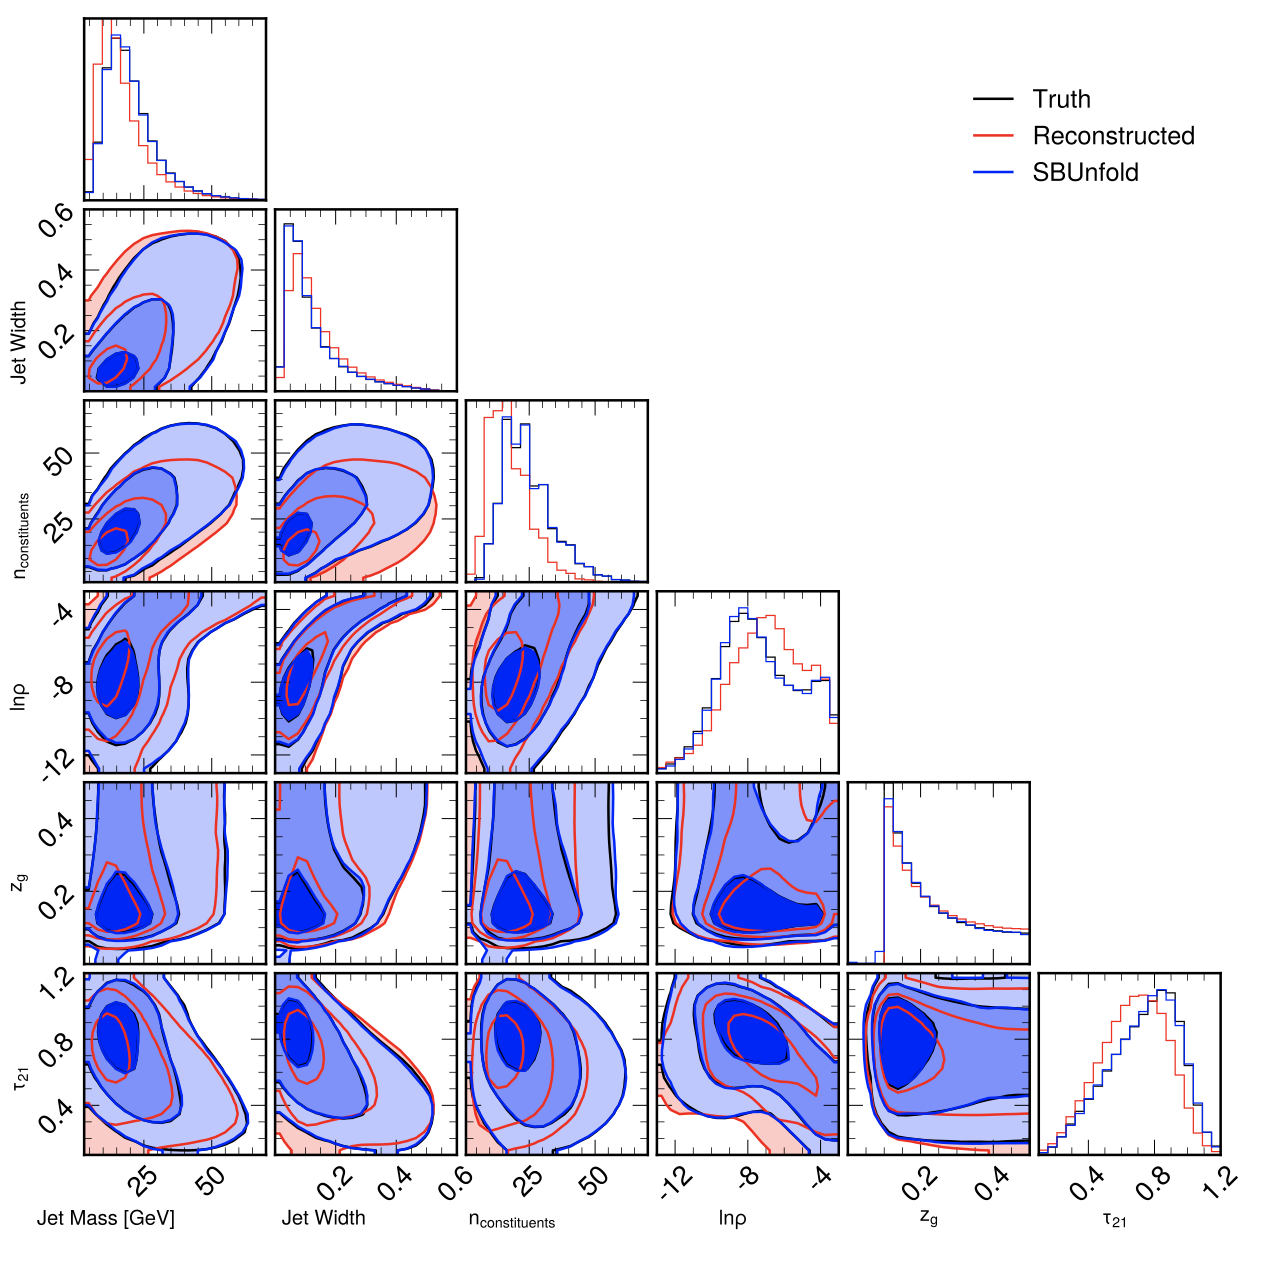 Truth
Reconstructed
SBUnfold
0.6
0.4
0.2
Jet Width
50
25
nconstituents
-4
-8
-12
lnρ
0.4
0.2
zg
1.2
0.8
0.4
τ21
25 50
0.2 0.4 0.6
25 50
-12 -8 -4
0.2 0.4
0.4 0.8 1.2
Jet Mass [GeV] Jet Width nconstituents lnρ zg τ21